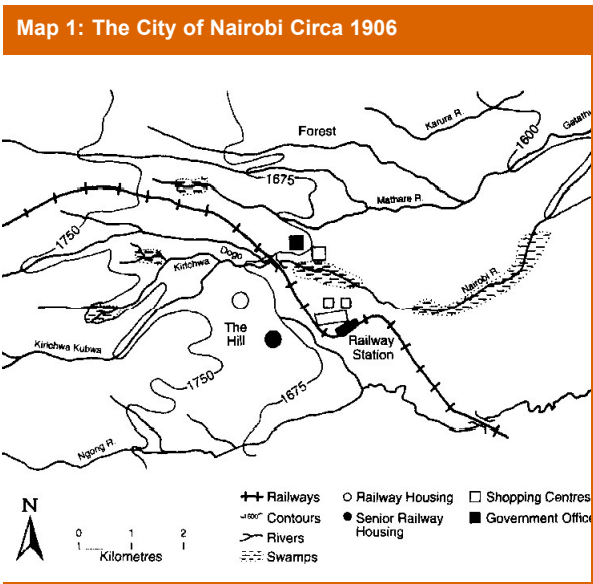 Map 1: The City of Nairobi Circa 1906
Forest
Karura R.
1600
Gatathu
1675
Mathare R.
1750
Dogo
Kirichwa
Nairobi R.
The
Hill
Railway
Station
Kirichwa Kubwa
1750
1675
Ngong R.
N
0 1 2
Kilometres
Railways
1600 Contours
Rivers
Swamps
Railway Housing
Senior Railway
Housing
Shopping Centres
Government Office